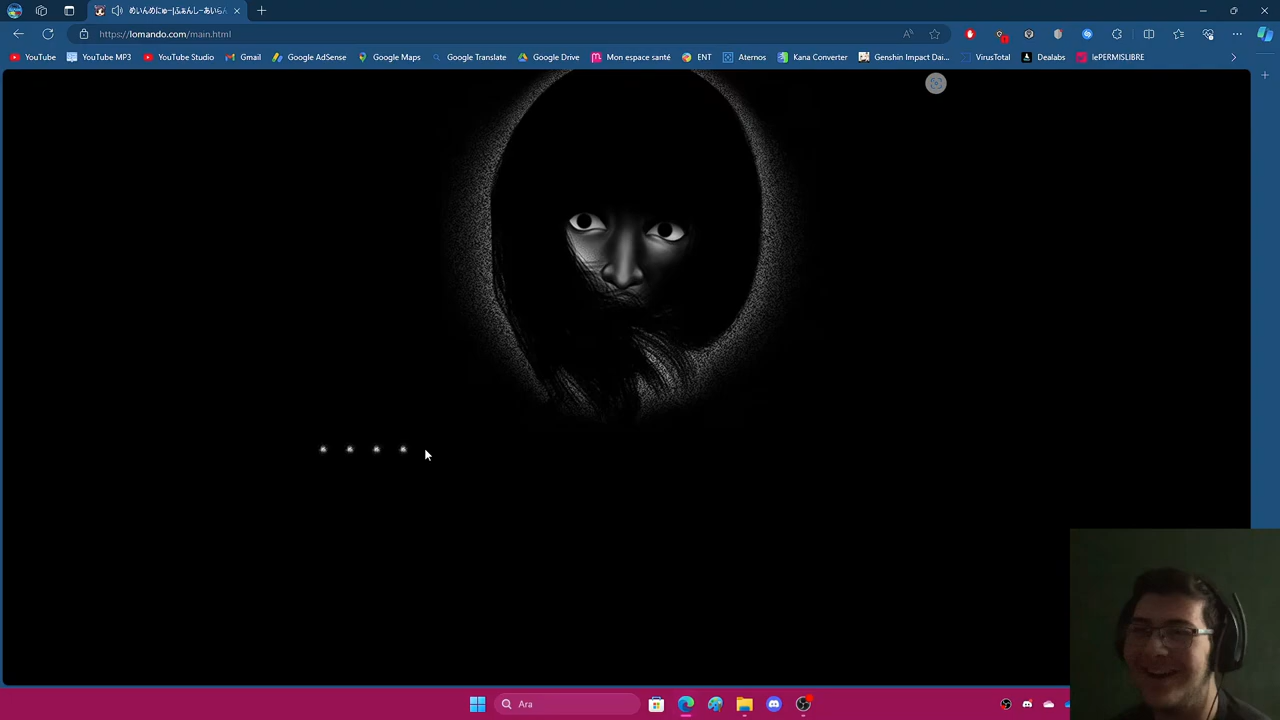 めいんめにゅー|ふぁんしーあいらん
https://lomando.com/main.html
YouTube YouTube MP3 YouTube Studio Gmail Google AdSense Google Maps Google Translate Google Drive Mon espace santé ENT Aternos Kana Converter Genshin Impact Dai... VirusTotal Dealabs lePERMISLIBRE
Ara